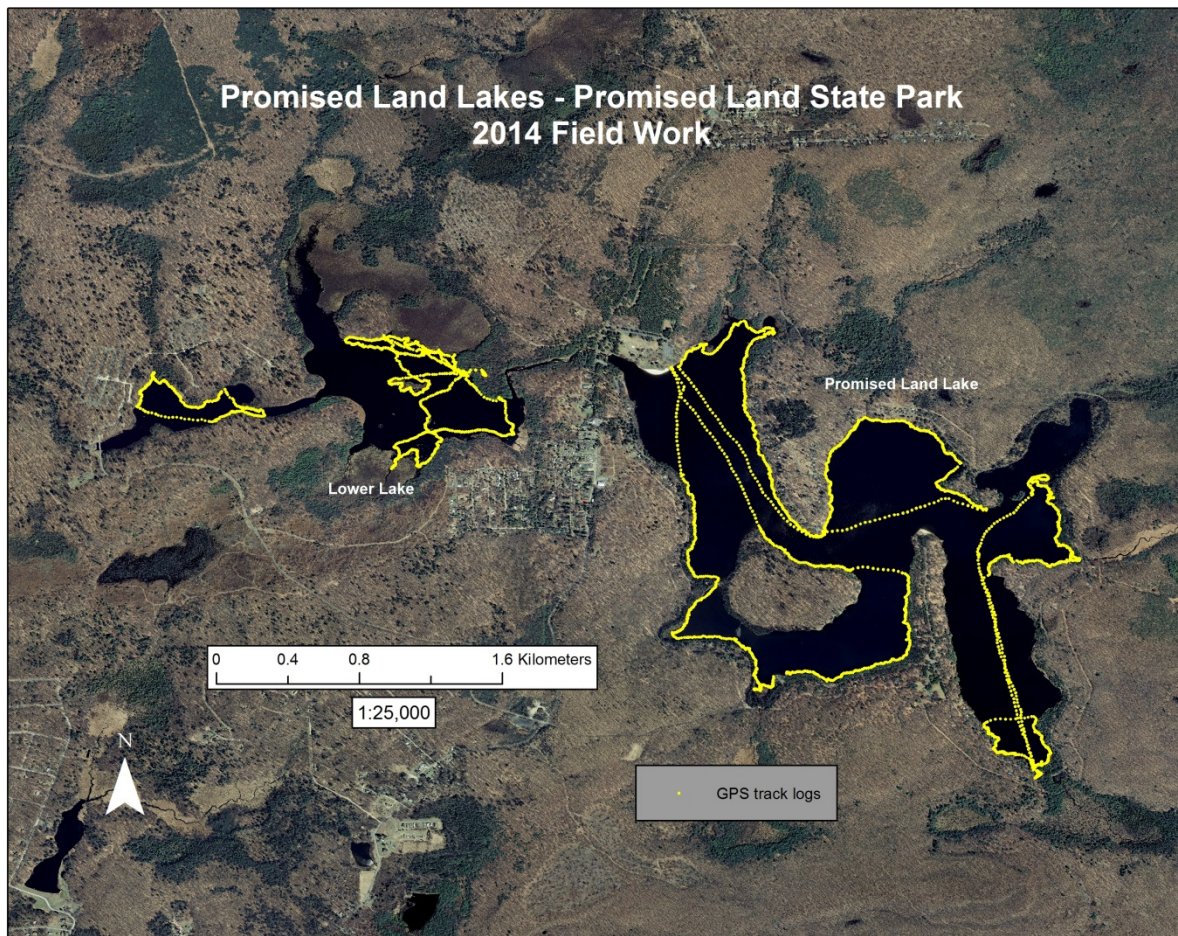 Promised Land Lakes - Promised Land State Park
2014 Field Work
Promised Land Lake
Lower Lake
0 0.4 0.8 1.6 Kilometers
1:25,000
N
GPS track logs